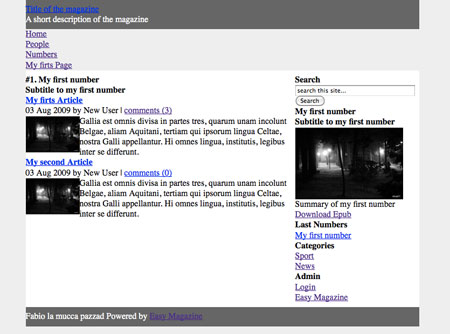 Title of the magazine
A short description of the magazine
Home
People
Numbers
My firts Page
#1. My first number
Subtitle to my first number
My firts Article
03 Aug 2009 by New User | comments (3)
Gallia est omnis divisa in partes tres, quarum unam incolunt
Belgae, aliam Aquitani, tertiam qui ipsorum lingua Celtae,
nostra Galli appellantur. Hi omnes lingua, institutis, legibus
inter se differunt.
My second Article
03 Aug 2009 by New User | comments (0)
Gallia est omnis divisa in partes tres, quarum unam incolunt
Belgae, aliam Aquitani, tertiam qui ipsorum lingua Celtae,
nostra Galli appellantur. Hi omnes lingua, institutis, legibus
inter se differunt.
Search
search this site...
Search
My first number
Subtitle to my first number
Summary of my first number
Download Epub
Last Numbers
My first number
Categories
Sport
News
Admin
Login
Easy Magazine
Fabio la mucca pazzad Powered by Easy Magazine